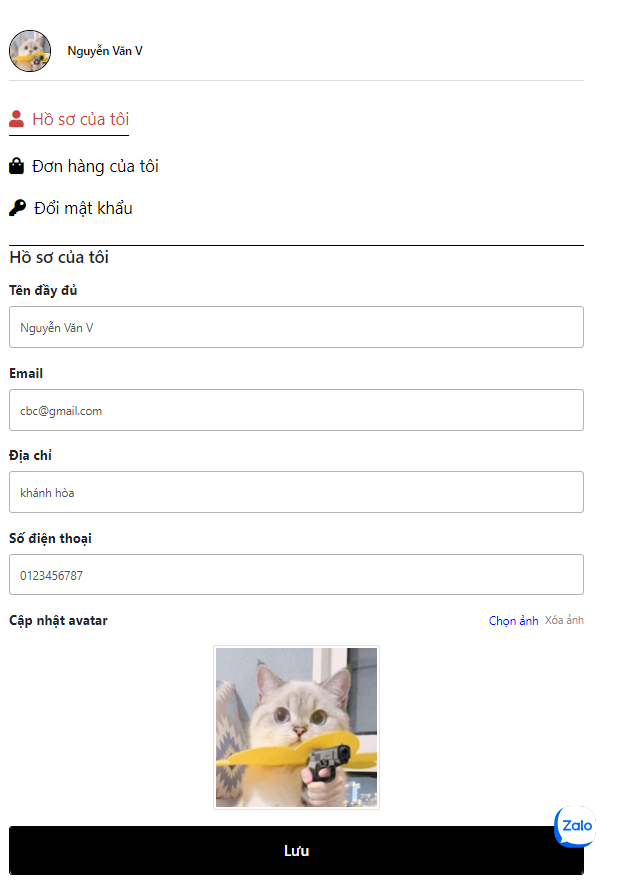 Nguyễn Văn V
Hồ sơ của tôi
Đơn hàng của tôi
Đổi mật khẩu
Hồ sơ của tôi
Tên đầy đủ
Nguyễn Văn V
Email
cbc@gmail.com
Địa chỉ
khánh hòa
Số điện thoại
0123456787
Cập nhật avatar Chọn ảnh Xóa ảnh
Zalo
Lưu